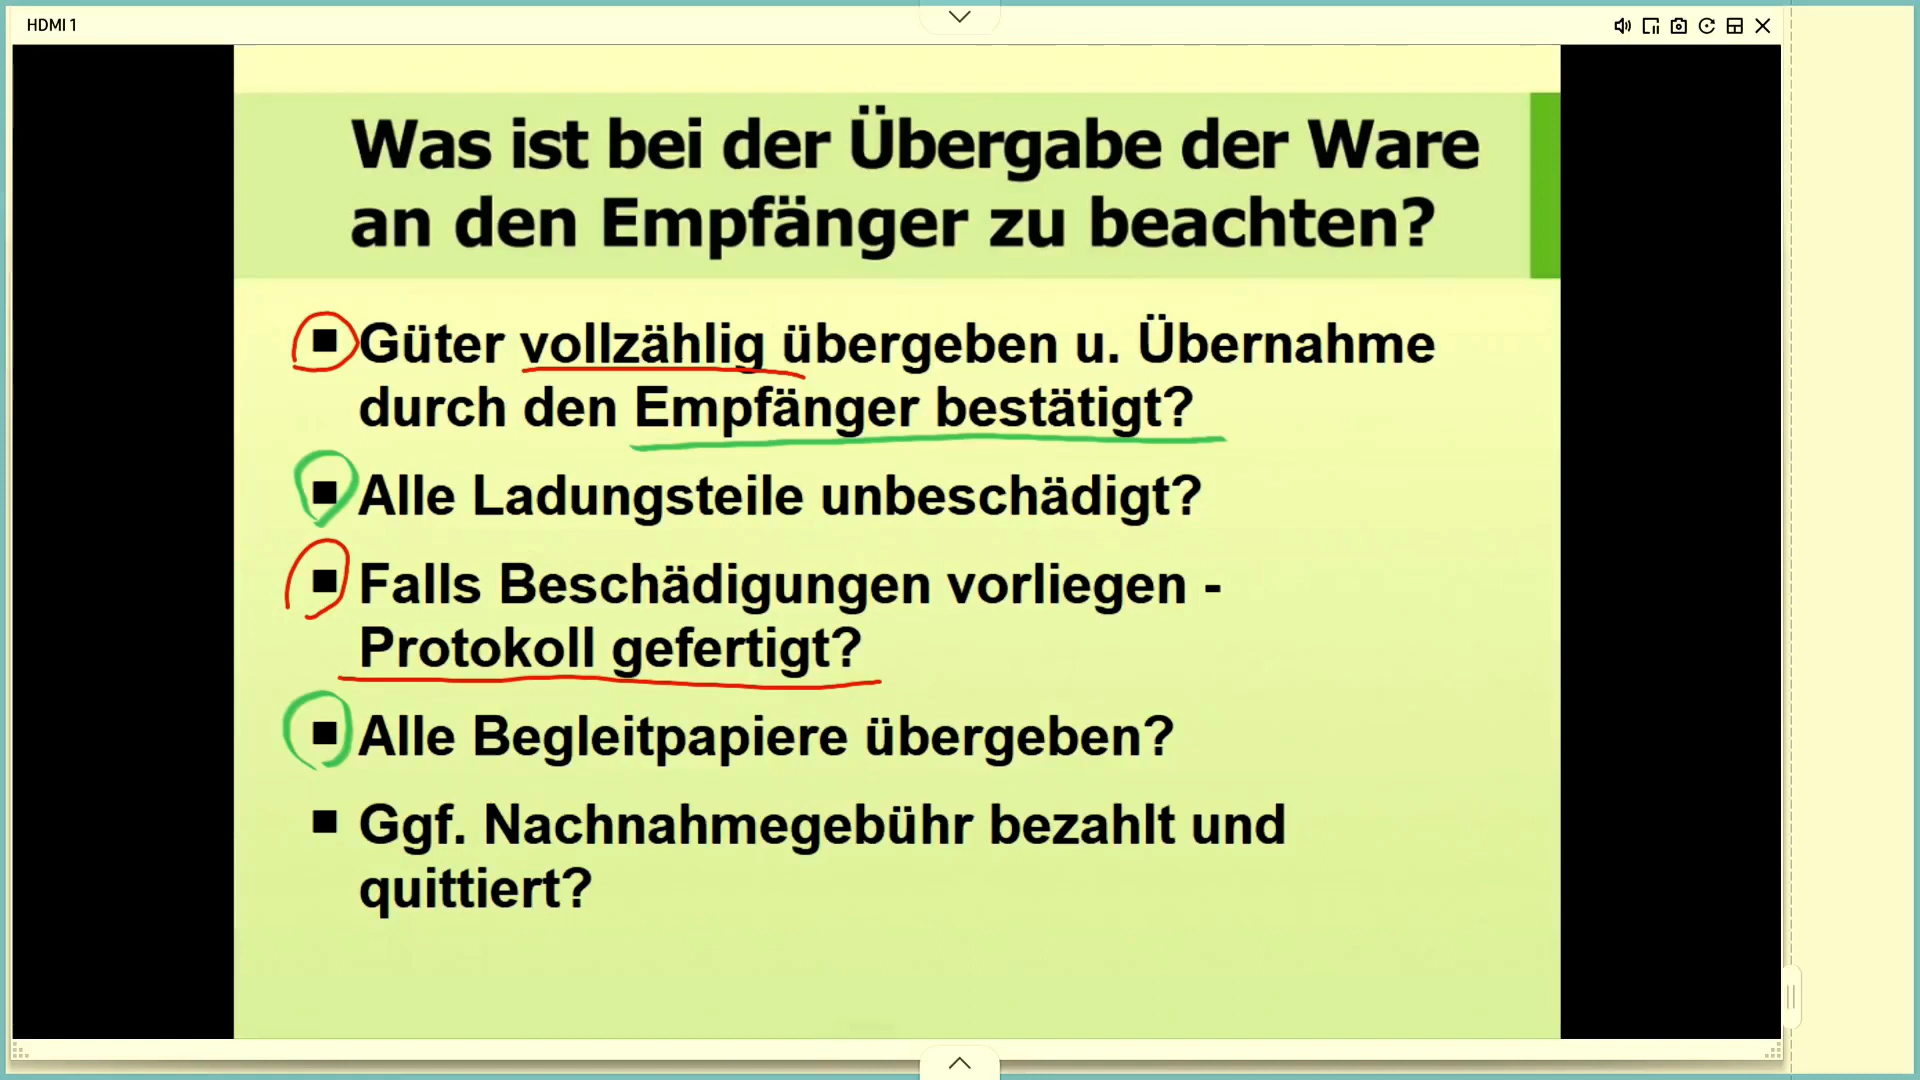 HDMI 1
Was ist bei der Übergabe der Ware
an den Empfänger zu beachten?
■ Güter vollzählig übergeben u. Übernahme
durch den Empfänger bestätigt?
■ Alle Ladungsteile unbeschädigt?
■ Falls Beschädigungen vorliegen -
Protokoll gefertigt?
■ Alle Begleitpapiere übergeben?
■ Ggf. Nachnahmegebühr bezahlt und
quittiert?